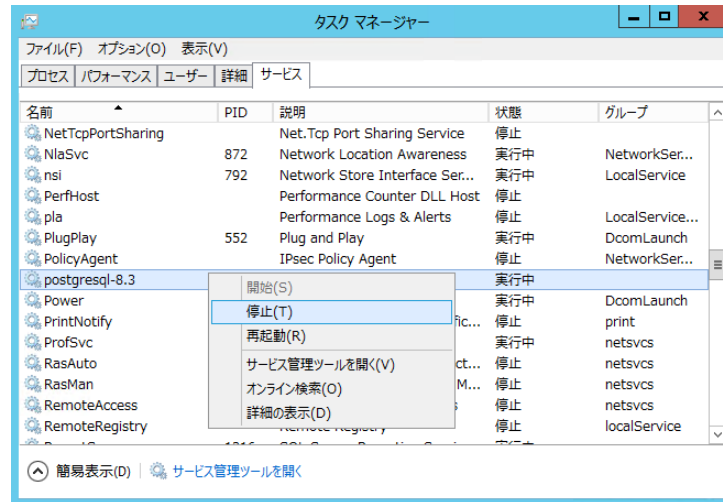 タスク マネージャー
ファイル(F) オプション(O) 表示(V)
プロセス パフォーマンス ユーザー 詳細 サービス
名前 PID 説明 状態 グループ
NetTcpPortSharing Net.Tcp Port Sharing Service 停止
NlaSvc 872 Network Location Awareness 実行中 NetworkSer...
nsi 792 Network Store Interface Ser... 実行中 LocalService
PerfHost Performance Counter DLL Host 停止
pla Performance Logs & Alerts 停止 LocalService...
PlugPlay 552 Plug and Play 実行中 DcomLaunch
PolicyAgent IPsec Policy Agent 停止 NetworkSer...
postgresql-8.3 実行中
Power 実行中 DcomLaunch
PrintNotify fic... 停止 print
ProfSvc 実行中 netsvcs
RasAuto ct... 停止 netsvcs
RasMan M... 停止 netsvcs
RemoteAccess 停止 netsvcs
RemoteRegistry 停止 localService
開始(S)
停止(T)
再起動(R)
サービス管理ツールを開く(V)
オンライン検索(O)
詳細の表示(D)
簡易表示(D) サービス管理ツールを開く